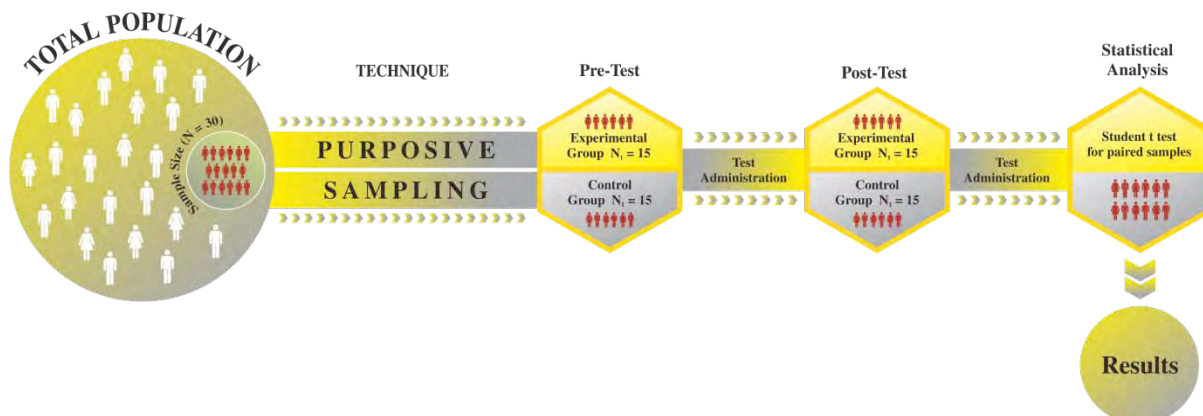 TOTAL POPULATION
Sample Size (N = 30)
TECHNIQUE
PURPOSIVE
SAMPLING
Pre-Test
Experimental
Group N₁ = 15
Control
Group N₁ = 15
Test
Administration
Post-Test
Experimental
Group N₁ = 15
Control
Group N₁ = 15
Test
Administration
Statistical
Analysis
Student t test
for paired samples
Results